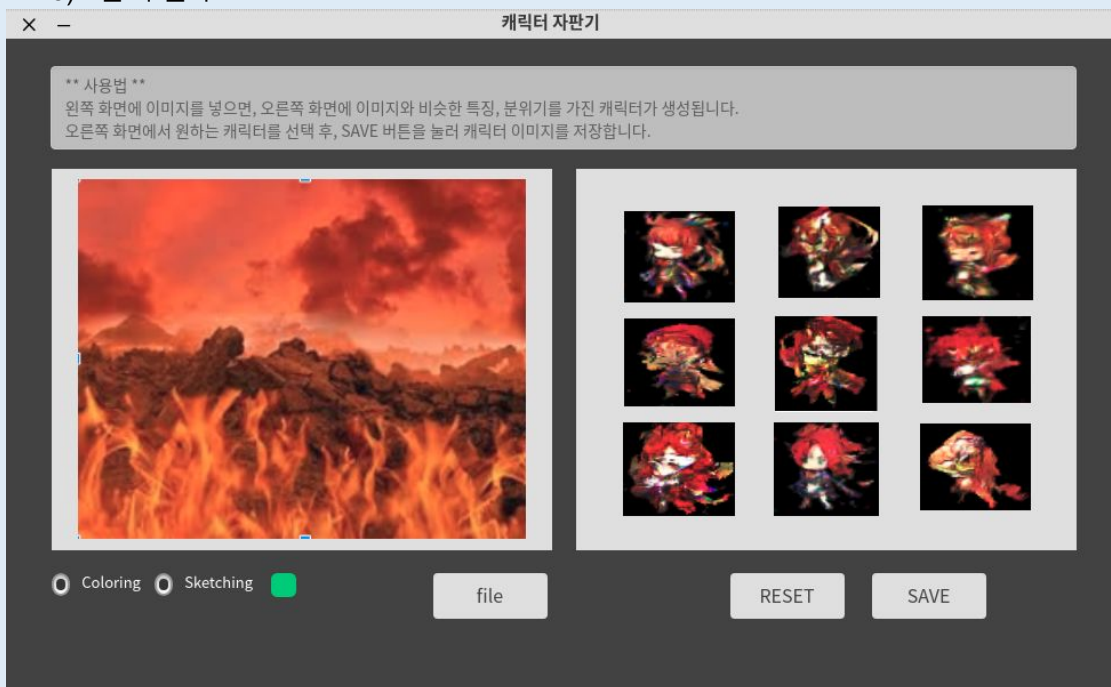 캐릭터 자판기
** 사용법 **
왼쪽 화면에 이미지를 넣으면, 오른쪽 화면에 이미지와 비슷한 특징, 분위기를 가진 캐릭터가 생성됩니다.
오른쪽 화면에서 원하는 캐릭터를 선택 후, SAVE 버튼을 눌러 캐릭터 이미지를 저장합니다.
Coloring Sketching
file
RESET
SAVE